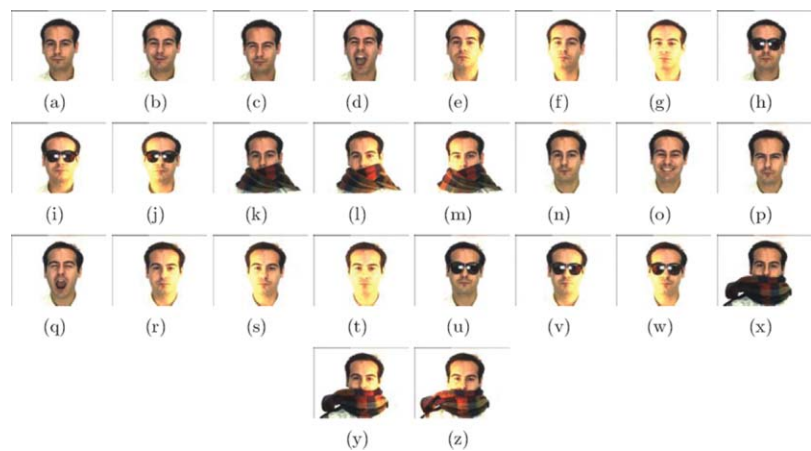 (a) (b) (c) (d) (e) (f) (g) (h)
(i) (j) (k) (l) (m) (n) (o) (p)
(q) (r) (s) (t) (u) (v) (w) (x)
(y) (z)